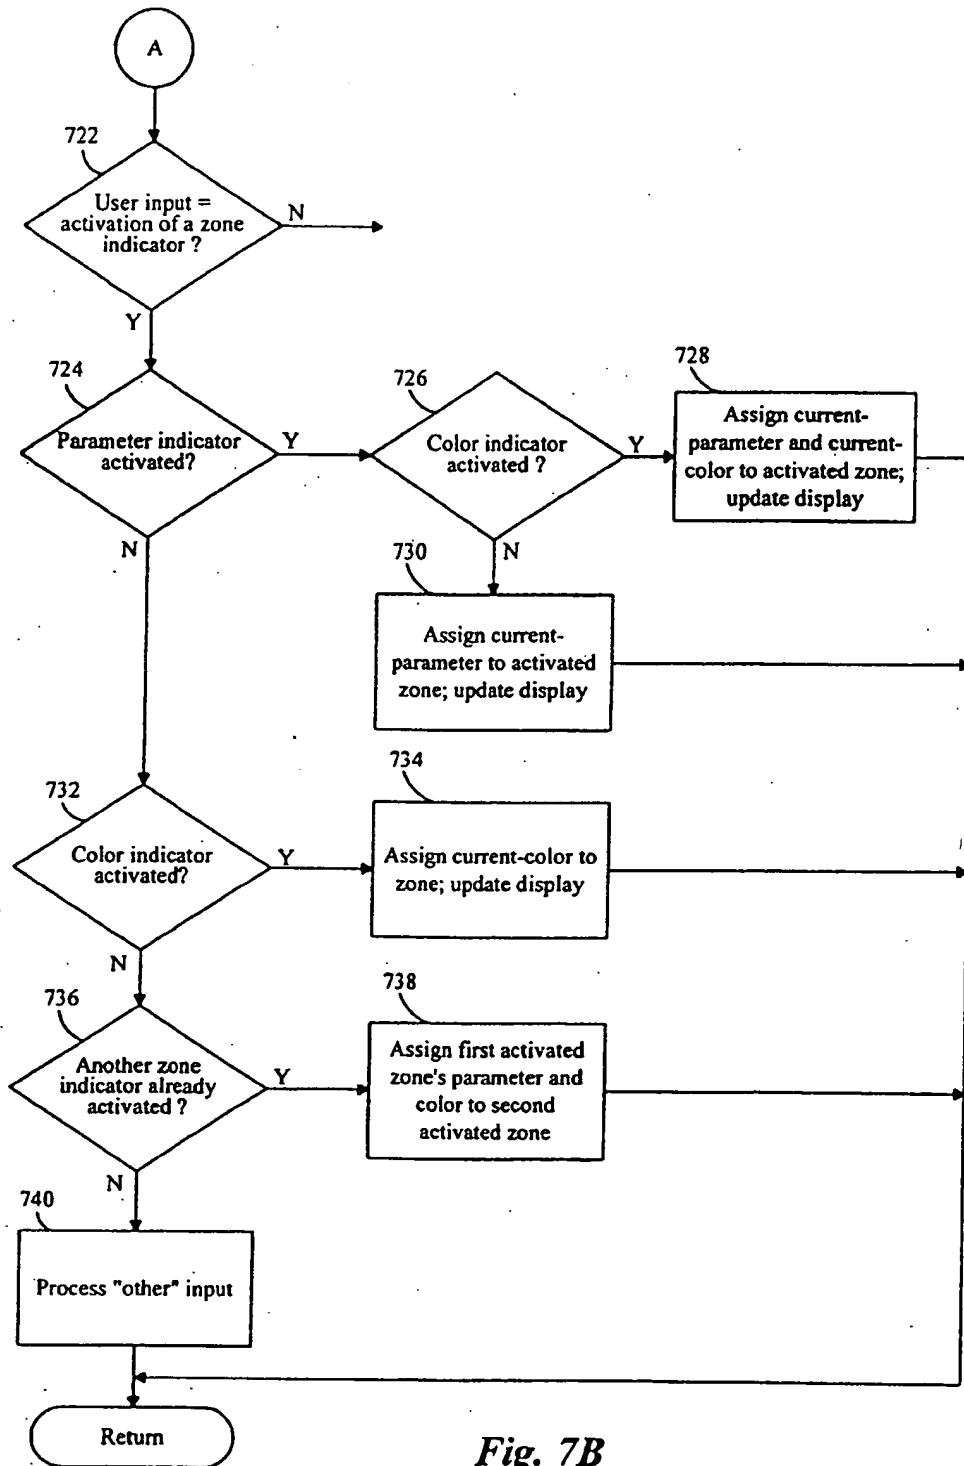 A
722
User input =
activation of a zone
indicator ?
N
Y
724
Parameter indicator
activated?
Y
N
726
Color indicator
activated ?
Y
N
728
Assign current-
parameter and current-
color to activated zone;
update display
730
Assign current-
parameter to activated
zone; update display
732
Color indicator
activated?
Y
N
734
Assign current-color to
zone; update display
736
Another zone
indicator already
activated ?
Y
N
738
Assign first activated
zone's parameter and
color to second
activated zone
740
Process "other" input
Return
Fig. 7B